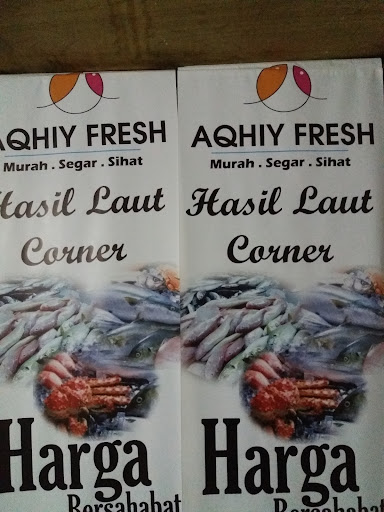 AQHIY FRESH
Murah . Segar . Sihat
Hasil Laut
Corner
Harga
Bersahabat
AQHIY FRESH
Murah . Segar . Sihat
Hasil Laut
Corner
Harga
Bersahabat